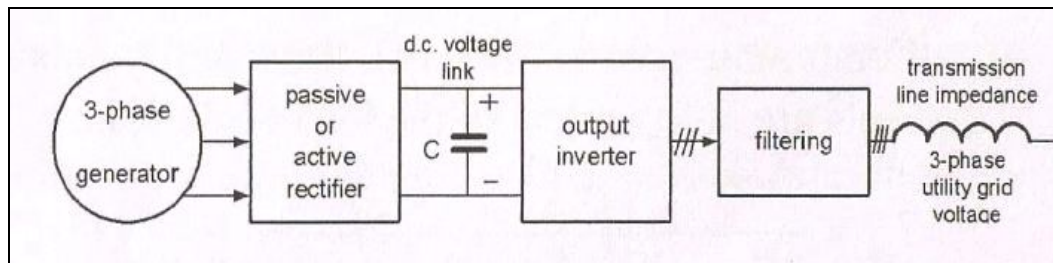 3-phase
generator
passive
or
active
rectifier
d.c. voltage
link
+
C
−
output
inverter
filtering
transmission
line impedance
3-phase
utility grid
voltage